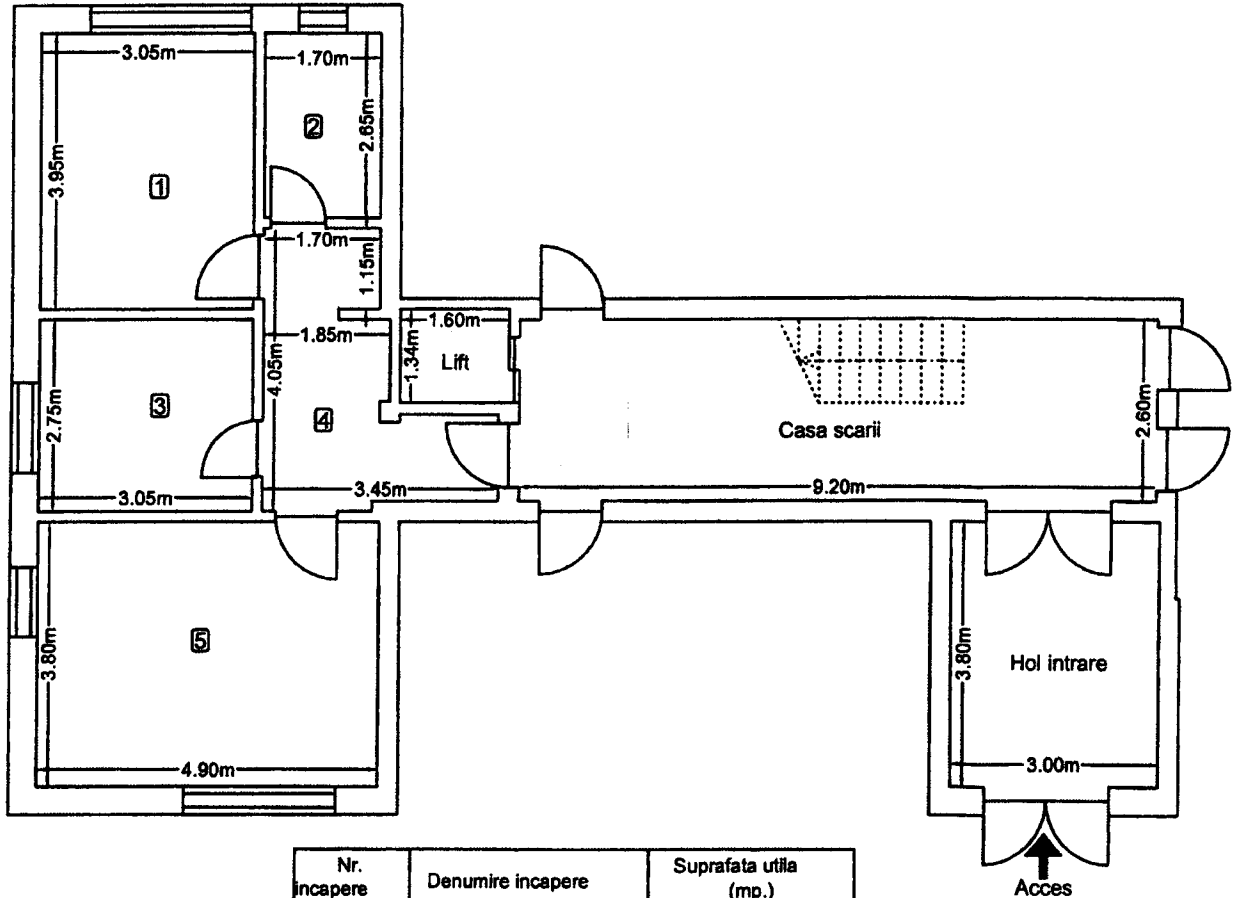 3.05m
1.70m
3.95m
2
2.65m
1
1.70m
1.15m
1.60m
1.85m
1.34m
Lift
4.05m
3
2.75m
4
Casa scarii
2.60m
3.05m
3.45m
9.20m
5
3.80m
3.80m
Hol intrare
4.90m
3.00m
Nr.
incapere
Denumire incapere
Suprafata utila
(mp.)
Acces